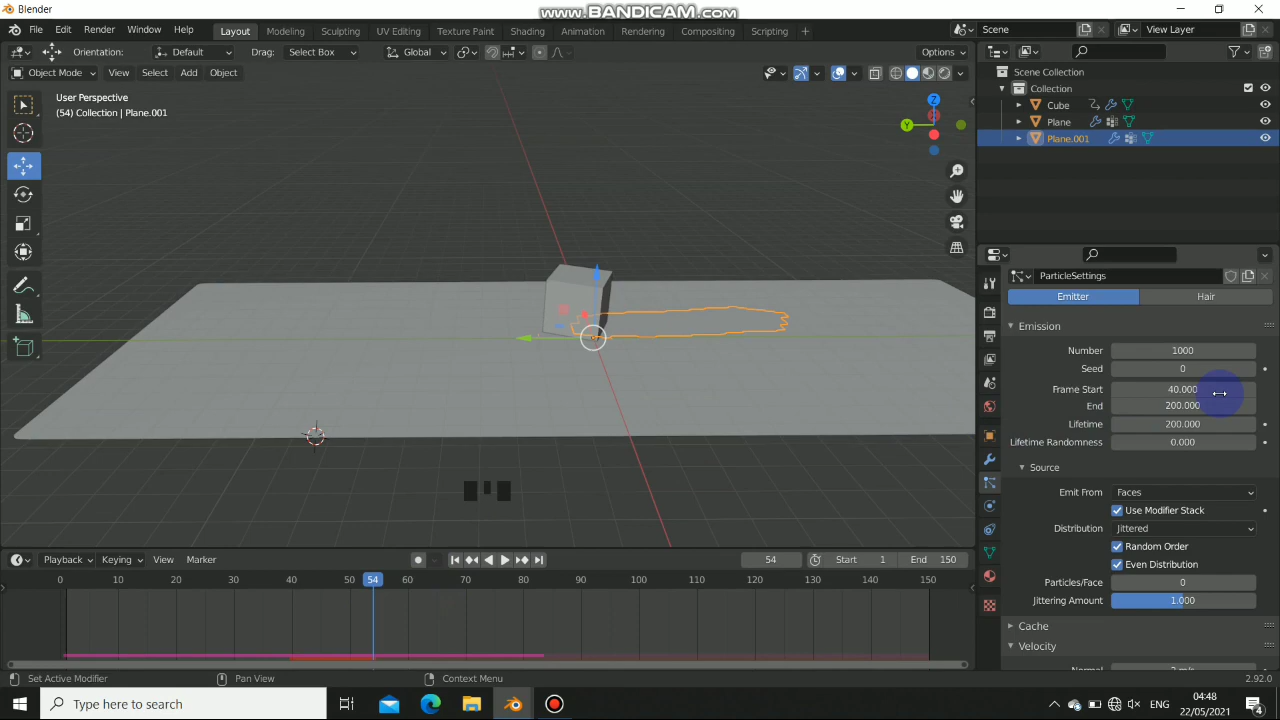 Blender
www.BANDICAM.com
File Edit Render Window Help
Layout Modeling Sculpting UV Editing Texture Paint Shading Animation Rendering Compositing Scripting +
Scene
View Layer
Orientation: Default Drag: Select Box Global Options
Object Mode View Select Add Object
User Perspective
(54) Collection | Plane.001
Z
Y
Scene Collection
Collection
Cube
Plane
Plane.001
ParticleSettings
Emitter Hair
Emission
Number 1000
Seed 0
Frame Start 40.000
End 200.000
Lifetime 200.000
Lifetime Randomness 0.000
Source
Emit From Faces
Use Modifier Stack
Distribution Jittered
Random Order
Even Distribution
Particles/Face 0
Jittering Amount 1.000
Cache
Velocity
Playback Keying View Marker 54 Start 1 End 150
0 10 20 30 40 54 50 60 70 80 90 100 110 120 130 140 150
Set Active Modifier Pan View Context Menu 2.92.0
Type here to search
ENG
04:48
22/05/2021
4